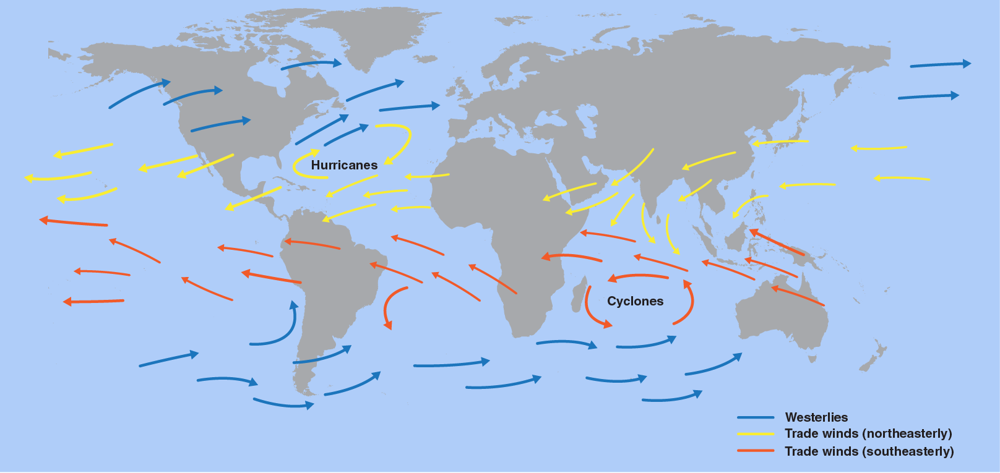 Hurricanes
Cyclones
Westerlies
Trade winds (northeasterly)
Trade winds (southeasterly)